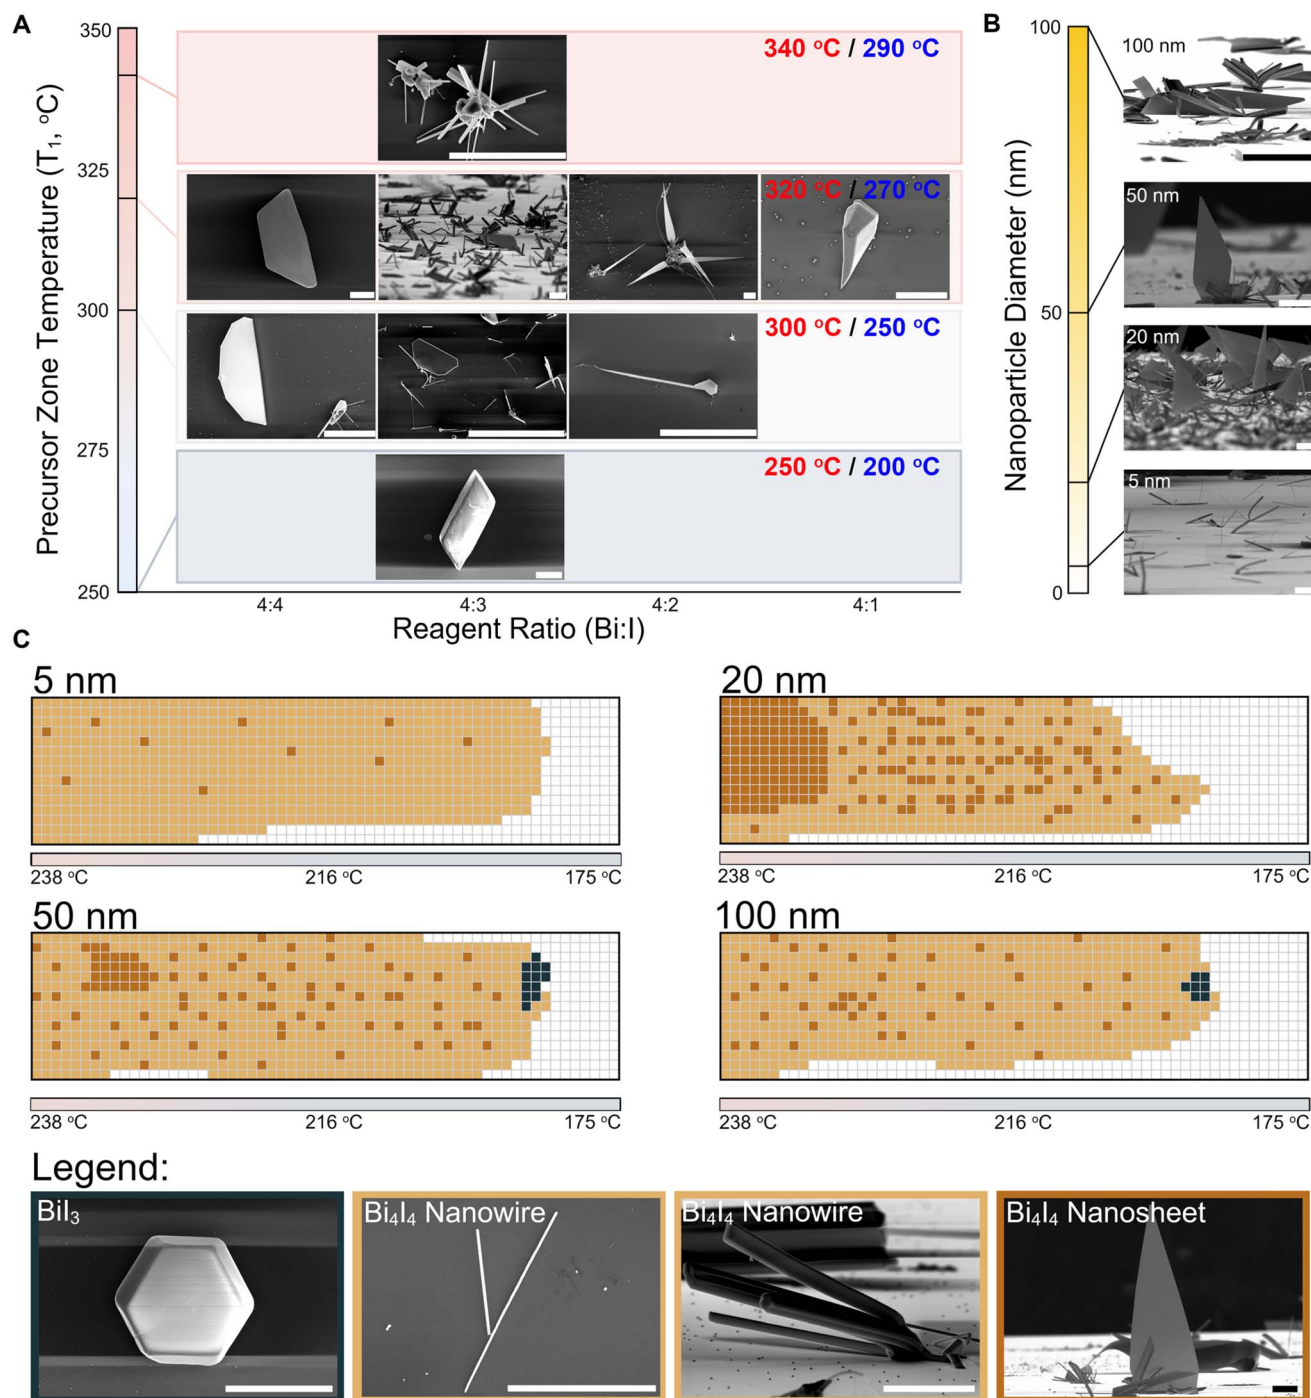 A
350
325
300
275
250
Precursor Zone Temperature (T₁, °C)
340 °C / 290 °C
320 °C / 270 °C
300 °C / 250 °C
250 °C / 200 °C
4:4
4:3
4:2
4:1
Reagent Ratio (Bi:I)
B
100
50
0
Nanoparticle Diameter (nm)
100 nm
50 nm
20 nm
5 nm
C
5 nm
238 °C
216 °C
175 °C
20 nm
238 °C
216 °C
175 °C
50 nm
238 °C
216 °C
175 °C
100 nm
238 °C
216 °C
175 °C
Legend:
BiI₃
Bi₄I₄ Nanowire
Bi₄I₄ Nanowire
Bi₄I₄ Nanosheet